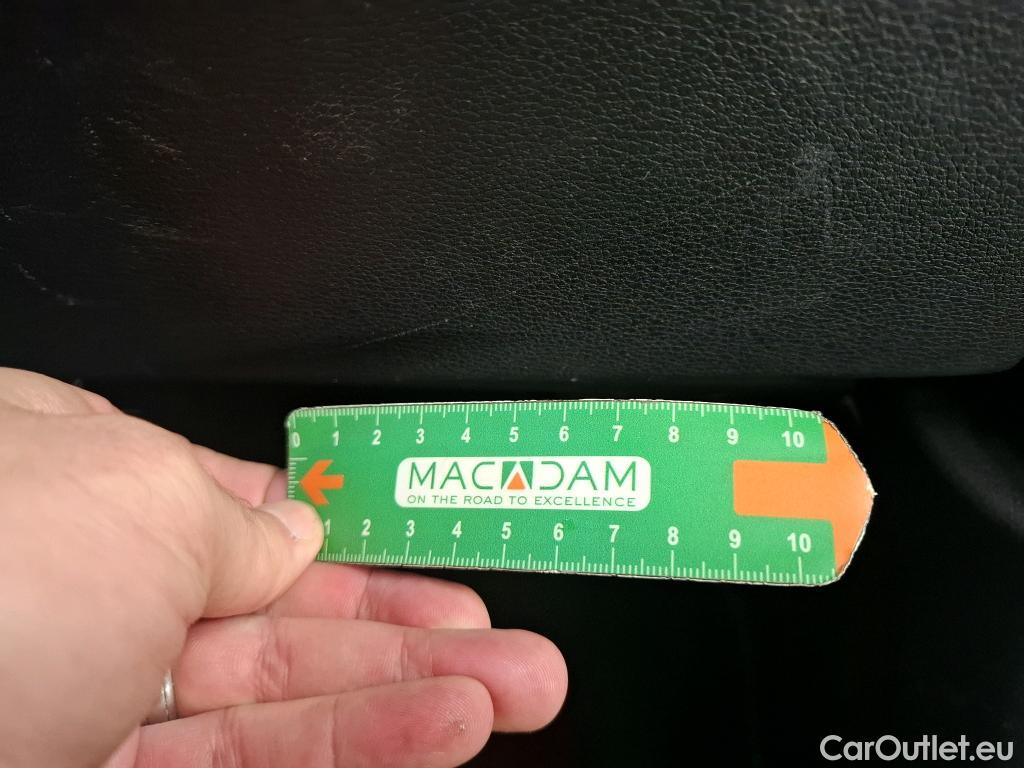 0 1 2 3 4 5 6 7 8 9 10
MACADAM
ON THE ROAD TO EXCELLENCE
1 2 3 4 5 6 7 8 9 10
CarOutlet.eu